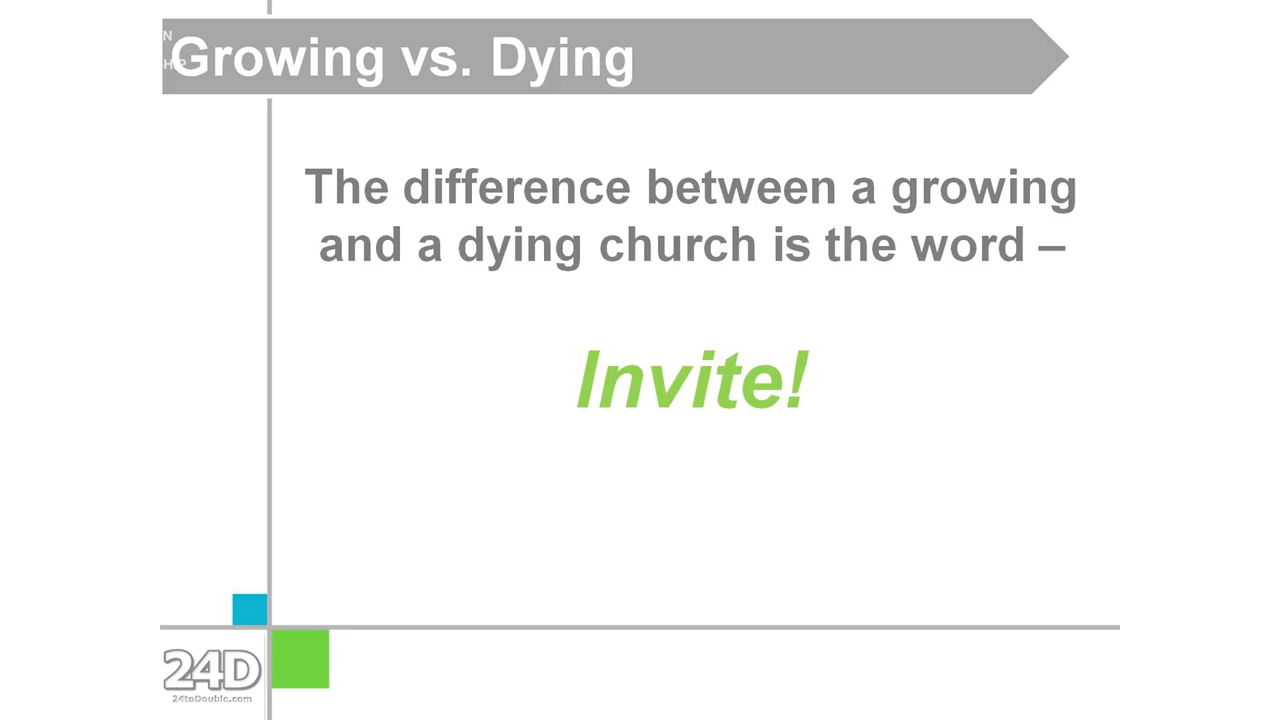 Growing vs. Dying
The difference between a growing
and a dying church is the word –
Invite!
24D
24toDouble.com